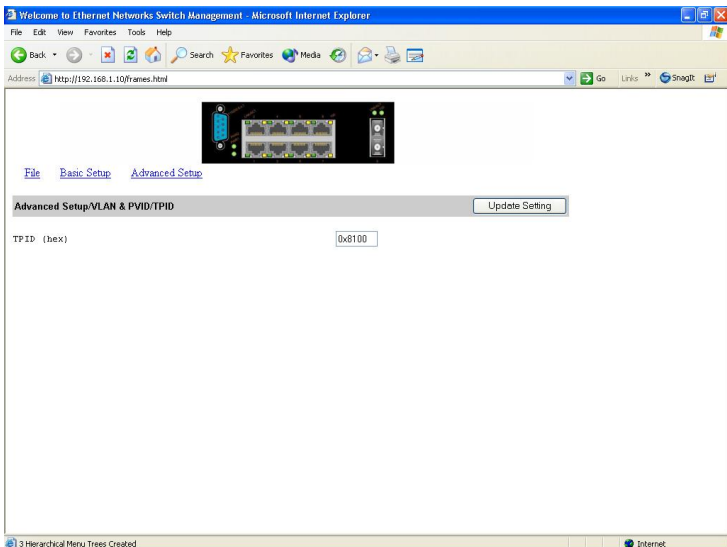 Welcome to Ethernet Networks Switch Management - Microsoft Internet Explorer
File Edit View Favorites Tools Help
Back Search Favorites Media
Address http://192.168.1.10/frames.html Go Links » SnagIt
File Basic Setup Advanced Setup
Advanced Setup/VLAN & PVID/TPID Update Setting
TPID (hex) 0x8100
3 Hierarchical Menu Trees Created Internet